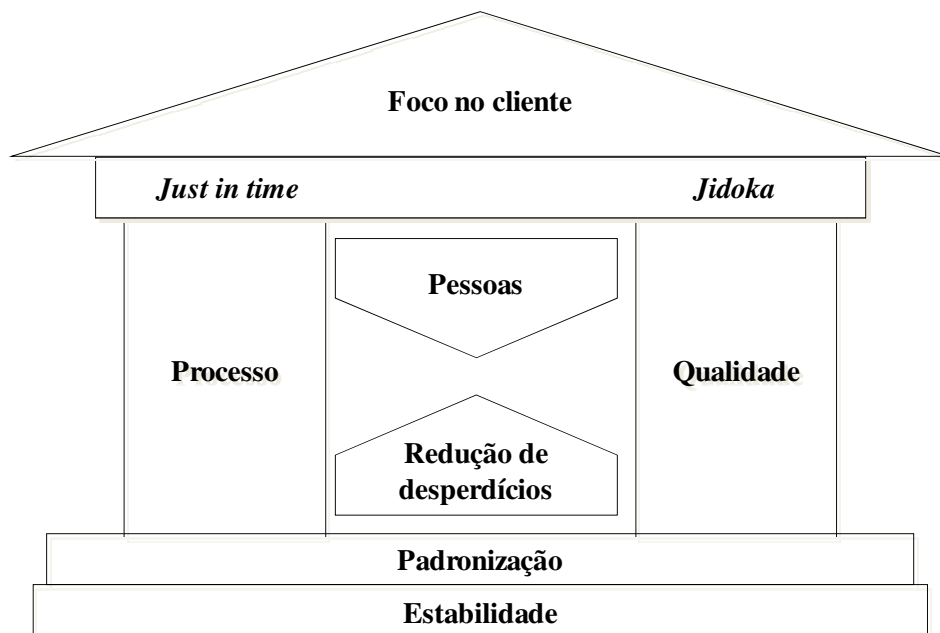 Foco no cliente
Just in time Jidoka
Pessoas
Processo Qualidade
Redução de
desperdícios
Padronização
Estabilidade